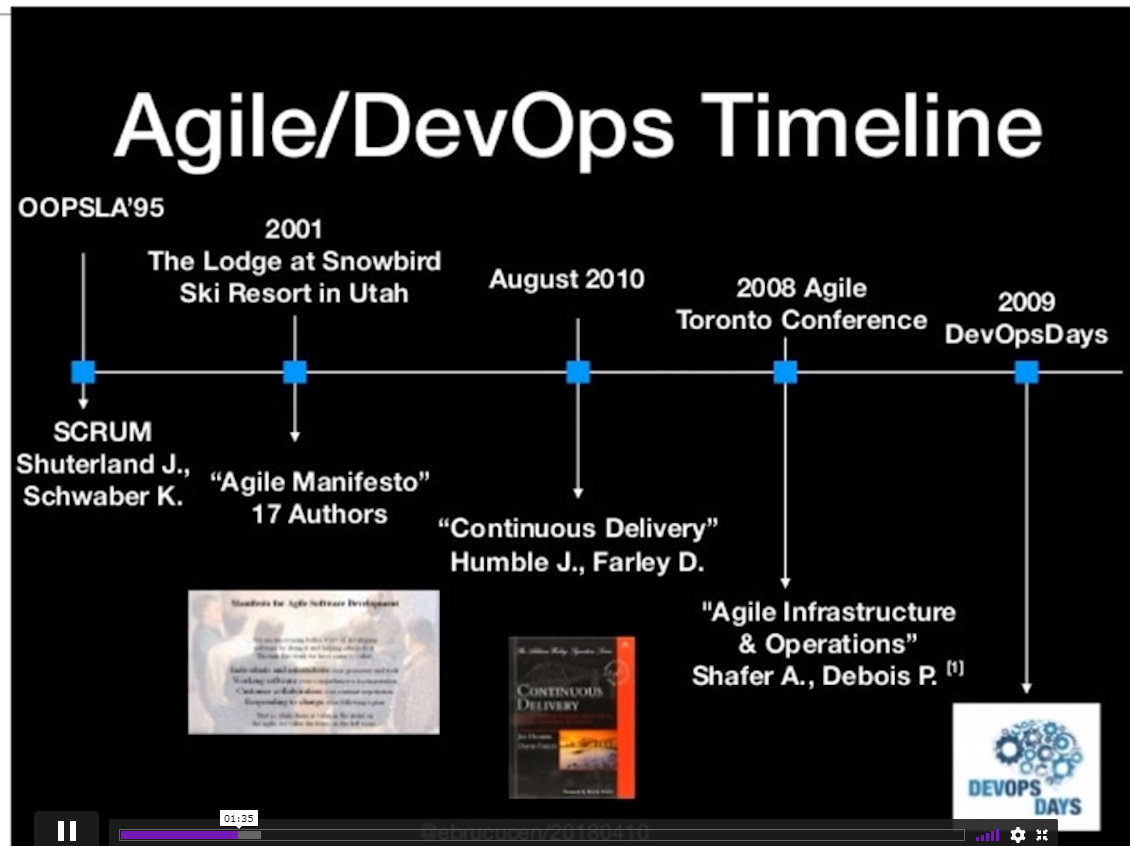 Agile/DevOps Timeline
OOPSLA'95
2001
The Lodge at Snowbird
Ski Resort in Utah
August 2010
2008 Agile
Toronto Conference
2009
DevOpsDays
SCRUM
Shuterland J.,
Schwaber K.
“Agile Manifesto”
17 Authors
“Continuous Delivery”
Humble J., Farley D.
"Agile Infrastructure
& Operations”
Shafer A., Debois P. [1]
Manifesto for Agile Software Development
Individuals and interactions over processes and tools
Working software over comprehensive documentation
Customer collaboration over contract negotiation
Responding to change over following a plan
CONTINUOUS
DELIVERY
DEVOPS
DAYS
01:35
@ebrucucen/20180410